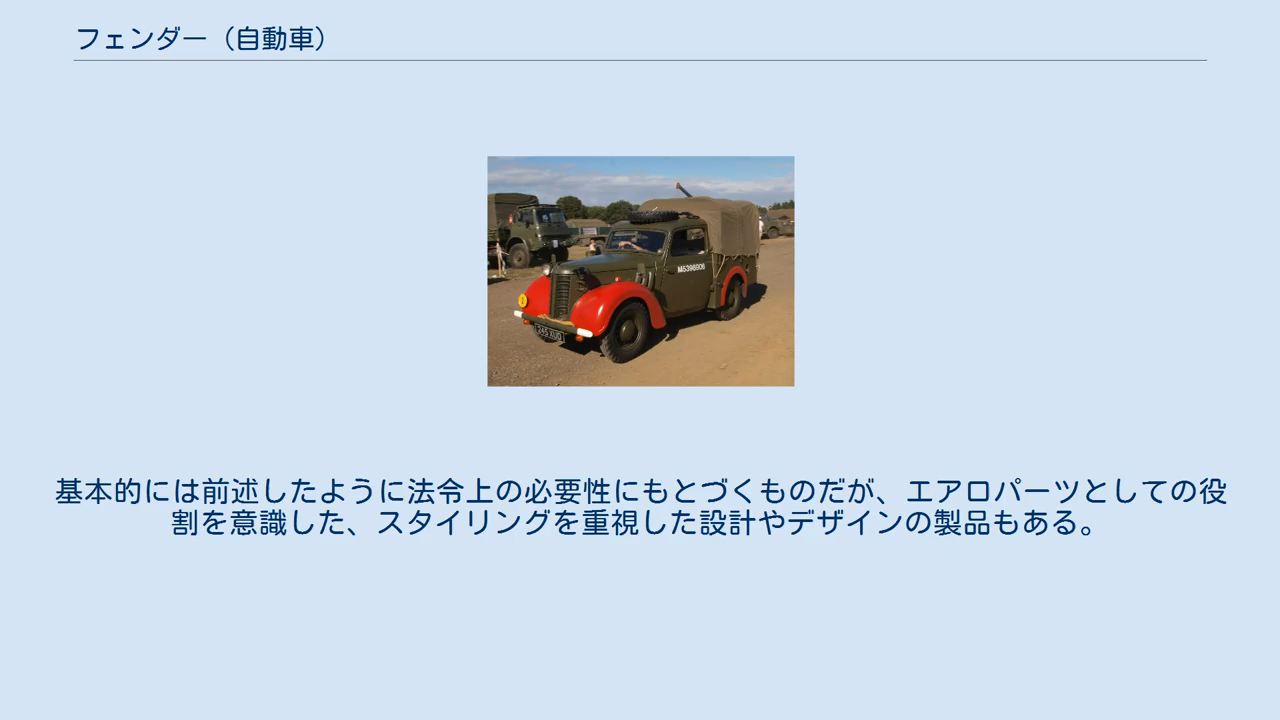 フェンダー（自動車）
M5396906
245 XUO
基本的には前述したように法令上の必要性にもとづくものだが、エアロパーツとしての役
割を意識した、スタイリングを重視した設計やデザインの製品もある。